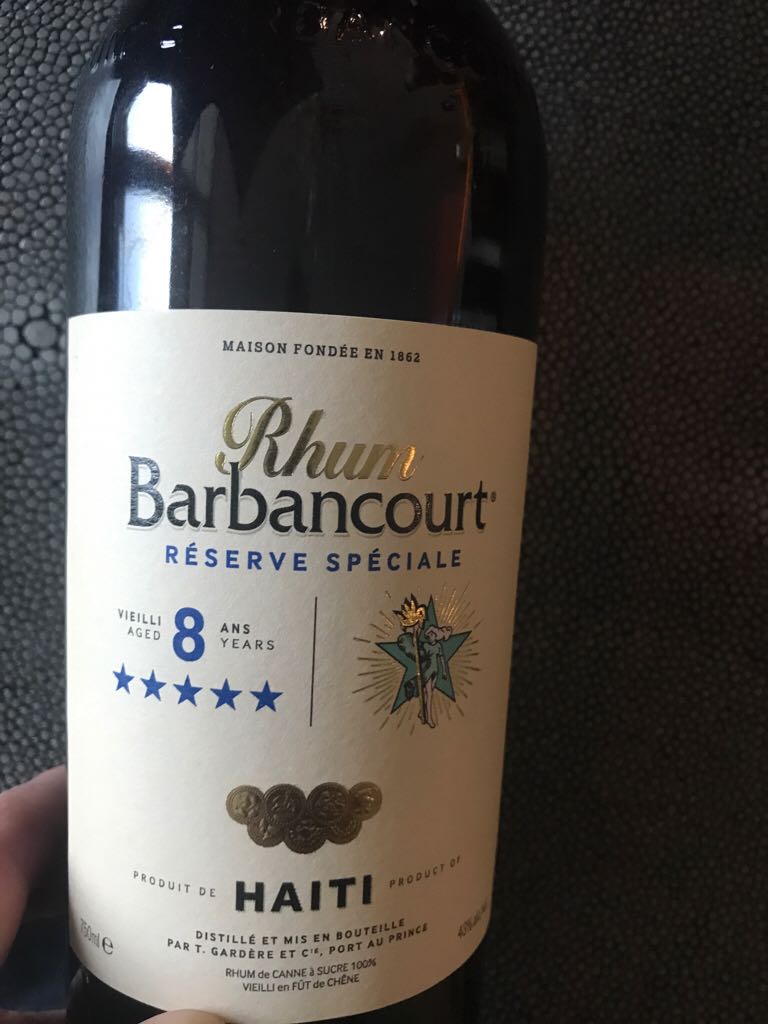 MAISON FONDÉE EN 1862
Rhum
Barbancourt®
RÉSERVE SPÉCIALE
VIEILLI
AGED
8
ANS
YEARS
PRODUIT DE HAITI PRODUCT OF
DISTILLÉ ET MIS EN BOUTEILLE
PAR T. GARDÈRE ET Cᴵᴱ, PORT AU PRINCE
RHUM de CANNE à SUCRE 100%
VIEILLI en FÛT de CHÊNE
750ml e
43%